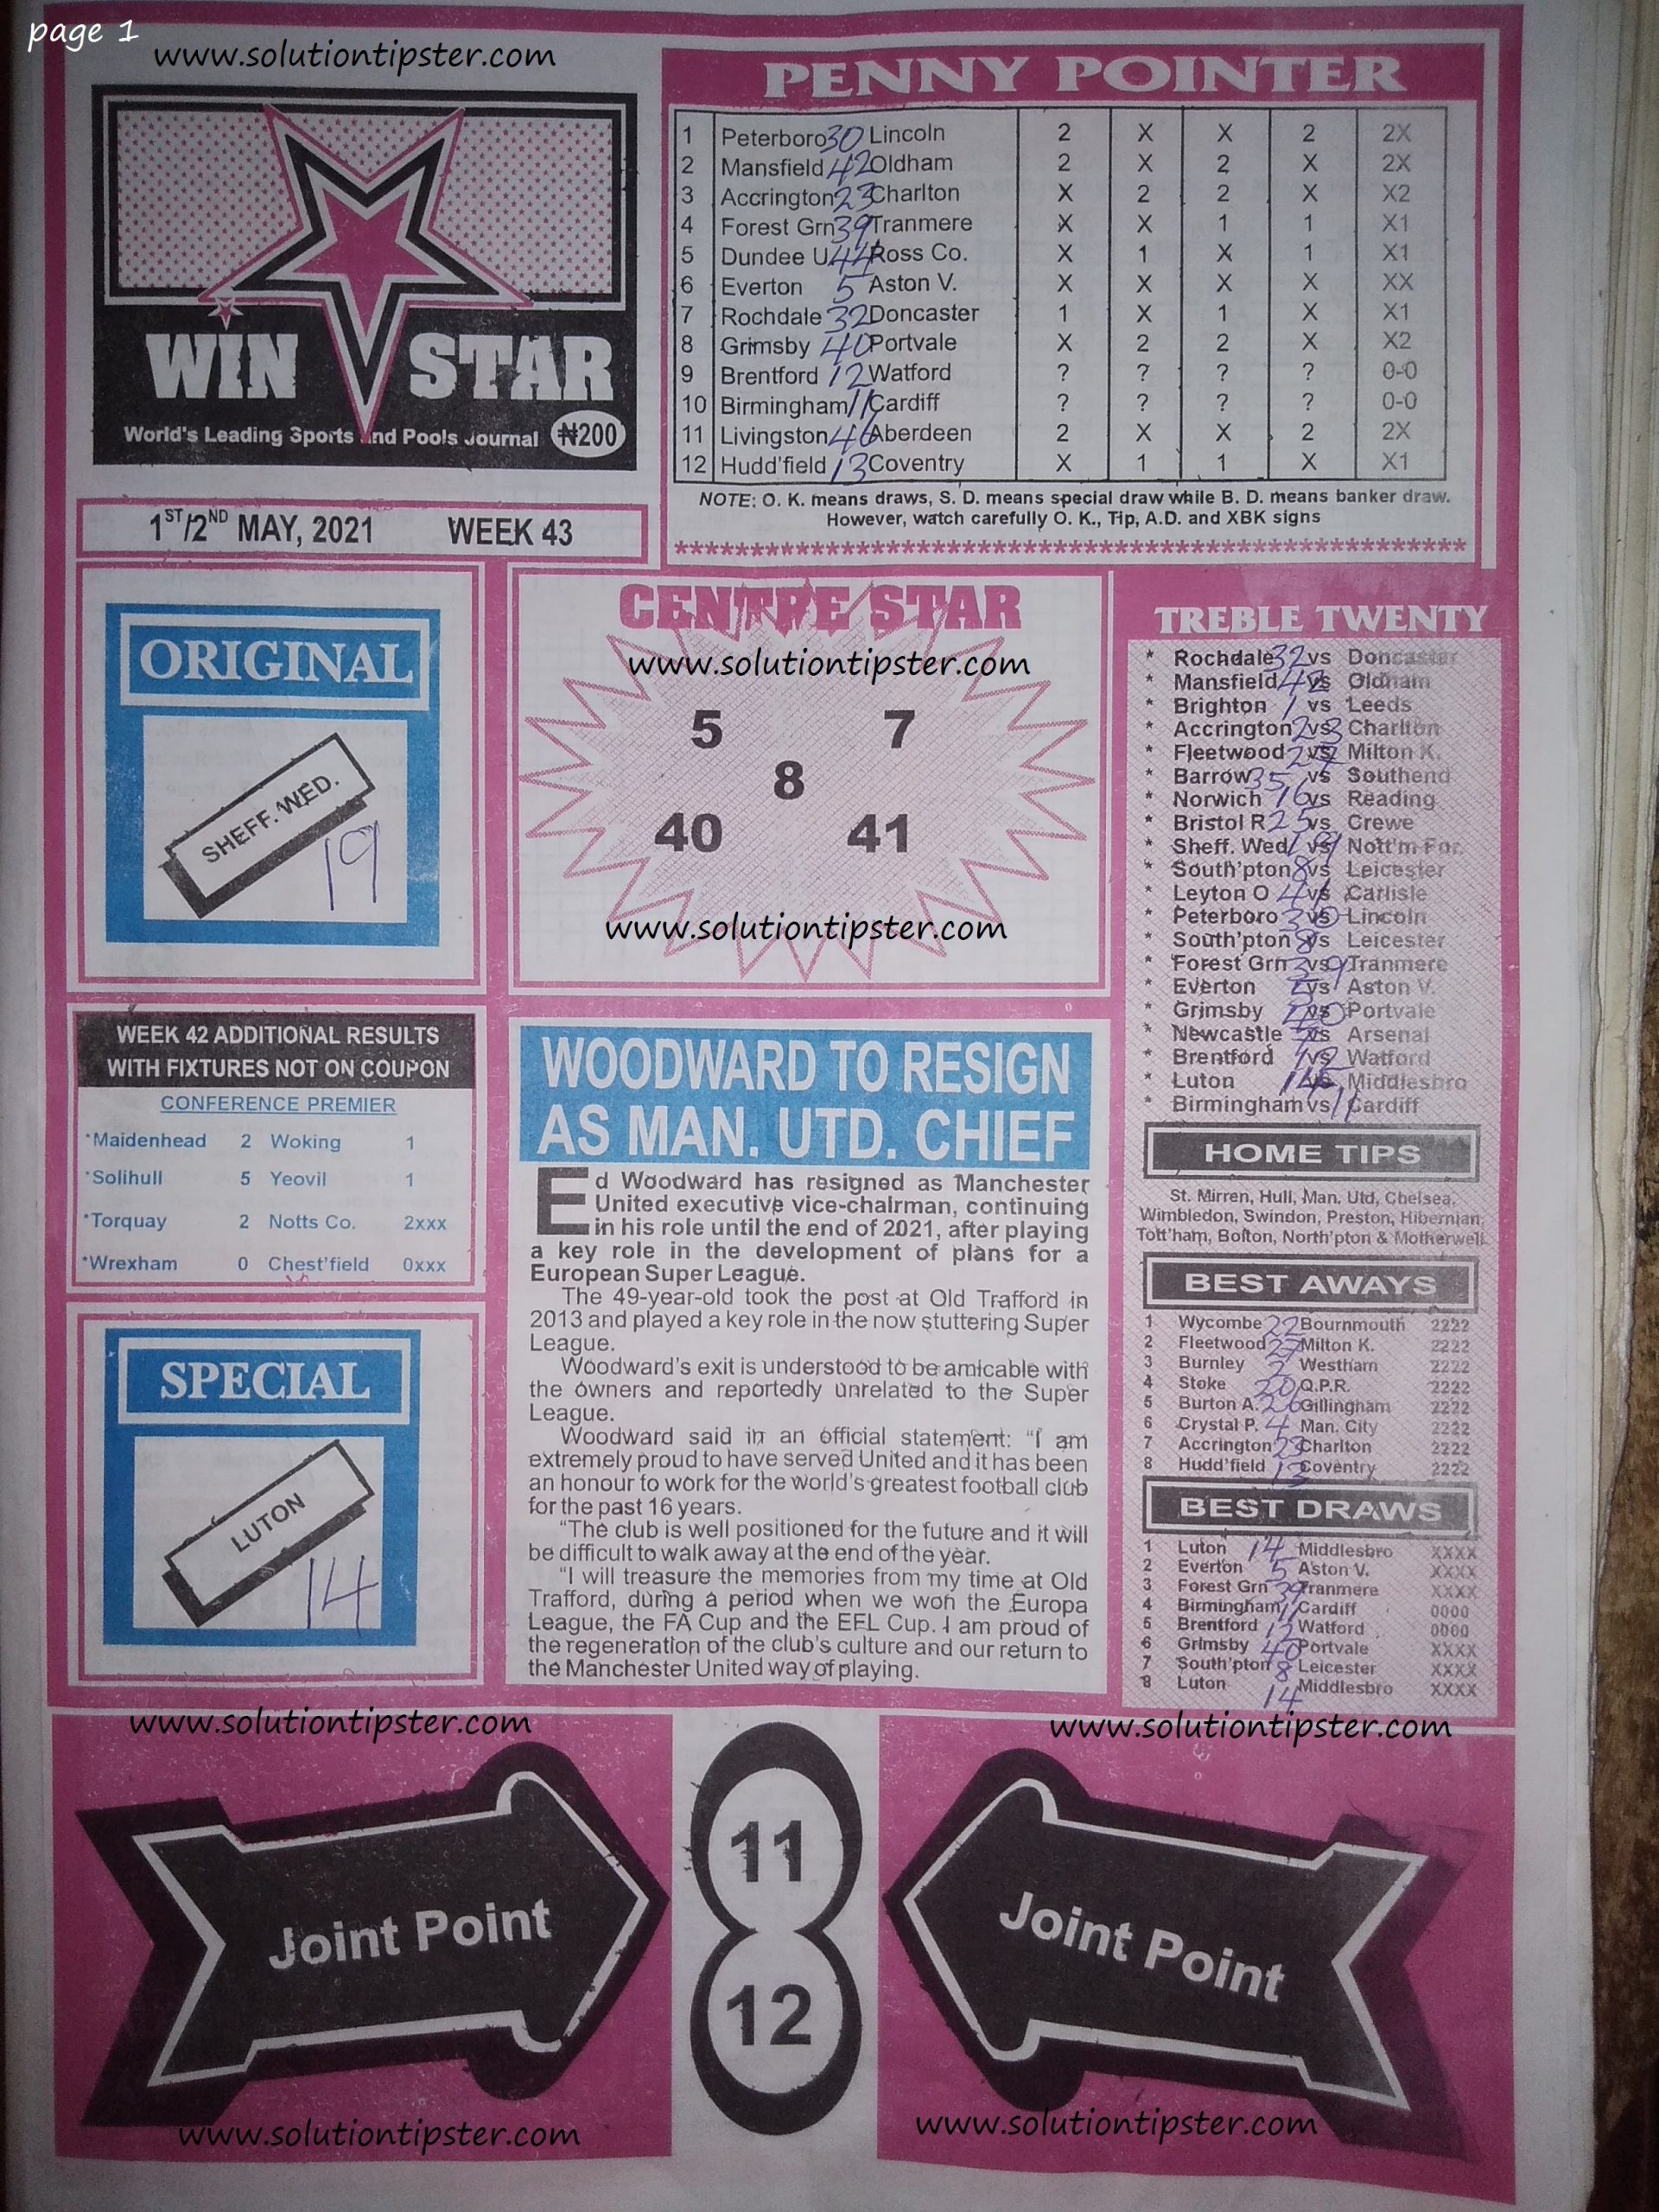 page 1
www.solutiontipster.com
WIN STAR
World's Leading Sports and Pools Journal ₦200
1ST/2ND MAY, 2021 WEEK 43
PENNY POINTER
1 Peterboro 30 Lincoln 2 X X 2 2X
2 Mansfield 42 Oldham 2 X 2 X 2X
3 Accrington 23 Charlton X 2 2 X X2
4 Forest Grn 39 Tranmere X X 1 1 X1
5 Dundee U 44 Ross Co. X 1 X 1 X1
6 Everton 5 Aston V. X X X X XX
7 Rochdale 32 Doncaster 1 X 1 X X1
8 Grimsby 40 Portvale X 2 2 X X2
9 Brentford 12 Watford ? ? ? ? 0-0
10 Birmingham 11 Cardiff ? ? ? ? 0-0
11 Livingston 46 Aberdeen 2 X X 2 2X
12 Hudd'field 13 Coventry X 1 1 X X1
NOTE: O. K. means draws, S. D. means special draw while B. D. means banker draw.
However, watch carefully O. K., Tip, A.D. and XBK signs
ORIGINAL
SHEFF. WED.
19
CENTRE STAR
www.solutiontipster.com
5 7
8
40 41
www.solutiontipster.com
WEEK 42 ADDITIONAL RESULTS
WITH FIXTURES NOT ON COUPON
CONFERENCE PREMIER
*Maidenhead 2 Woking 1
*Solihull 5 Yeovil 1
*Torquay 2 Notts Co. 2xxx
*Wrexham 0 Chest'field 0xxx
SPECIAL
LUTON
14
WOODWARD TO RESIGN
AS MAN. UTD. CHIEF
Ed Woodward has resigned as Manchester
United executive vice-chairman, continuing
in his role until the end of 2021, after playing
a key role in the development of plans for a
European Super League.
The 49-year-old took the post at Old Trafford in
2013 and played a key role in the now stuttering Super
League.
Woodward's exit is understood to be amicable with
the owners and reportedly unrelated to the Super
League.
Woodward said in an official statement: "I am
extremely proud to have served United and it has been
an honour to work for the world's greatest football club
for the past 16 years.
"The club is well positioned for the future and it will
be difficult to walk away at the end of the year.
"I will treasure the memories from my time at Old
Trafford, during a period when we won the Europa
League, the FA Cup and the EFL Cup. I am proud of
the regeneration of the club's culture and our return to
the Manchester United way of playing.
TREBLE TWENTY
* Rochdale 32 vs Doncaster
* Mansfield 42 vs Oldham
* Brighton 1 vs Leeds
* Accrington 23 vs Charlton
* Fleetwood 27 vs Milton K.
* Barrow 35 vs Southend
* Norwich 16 vs Reading
* Bristol R 25 vs Crewe
* Sheff. Wed 19 vs Nott'm For.
* South'pton 8 vs Leicester
* Leyton O 41 vs Carlisle
* Peterboro 30 vs Lincoln
* South'pton 8 vs Leicester
* Forest Grn 39 vs Tranmere
* Everton 5 vs Aston V.
* Grimsby 40 vs Portvale
* Newcastle vs Arsenal
* Brentford 12 vs Watford
* Luton 14 vs Middlesbro
* Birmingham vs 11 Cardiff
HOME TIPS
St. Mirren, Hull, Man. Utd, Chelsea,
Wimbledon, Swindon, Preston, Hibernian,
Tott'ham, Bolton, North'pton & Motherwell.
BEST AWAYS
1 Wycombe 22 Bournmouth 2222
2 Fleetwood 27 Milton K. 2222
3 Burnley 2 Westham 2222
4 Stoke 20 Q.P.R. 2222
5 Burton A. 26 Gillingham 2222
6 Crystal P. 4 Man. City 2222
7 Accrington 23 Charlton 2222
8 Hudd'field 13 Coventry 2222
BEST DRAWS
1 Luton 14 Middlesbro XXXX
2 Everton 5 Aston V. XXXX
3 Forest Grn 39 Tranmere XXXX
4 Birmingham 11 Cardiff 0000
5 Brentford 12 Watford 0000
6 Grimsby 40 Portvale XXXX
7 South'pton 8 Leicester XXXX
8 Luton 14 Middlesbro XXXX
www.solutiontipster.com
www.solutiontipster.com
Joint Point
11
12
Joint Point
www.solutiontipster.com
www.solutiontipster.com